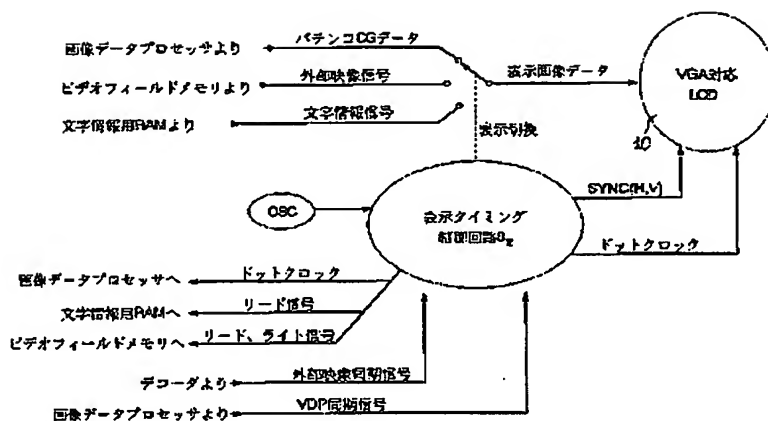 画像データプロセッサより
パチンコCGデータ
ビデオフィールドメモリより
外部映像信号
文字情報用RAMより
文字情報信号
表示画像データ
VGA対応
LCD
10
表示切換
OSC
表示タイミング
制御回路
SYNC(H,V)
ドットクロック
画像データプロセッサへ
ドットクロック
文字情報用RAMへ
リード信号
ビデオフィールドメモリへ
リード、ライト信号
デコーダより
外部映像同期信号
画像データプロセッサより
VDP同期信号